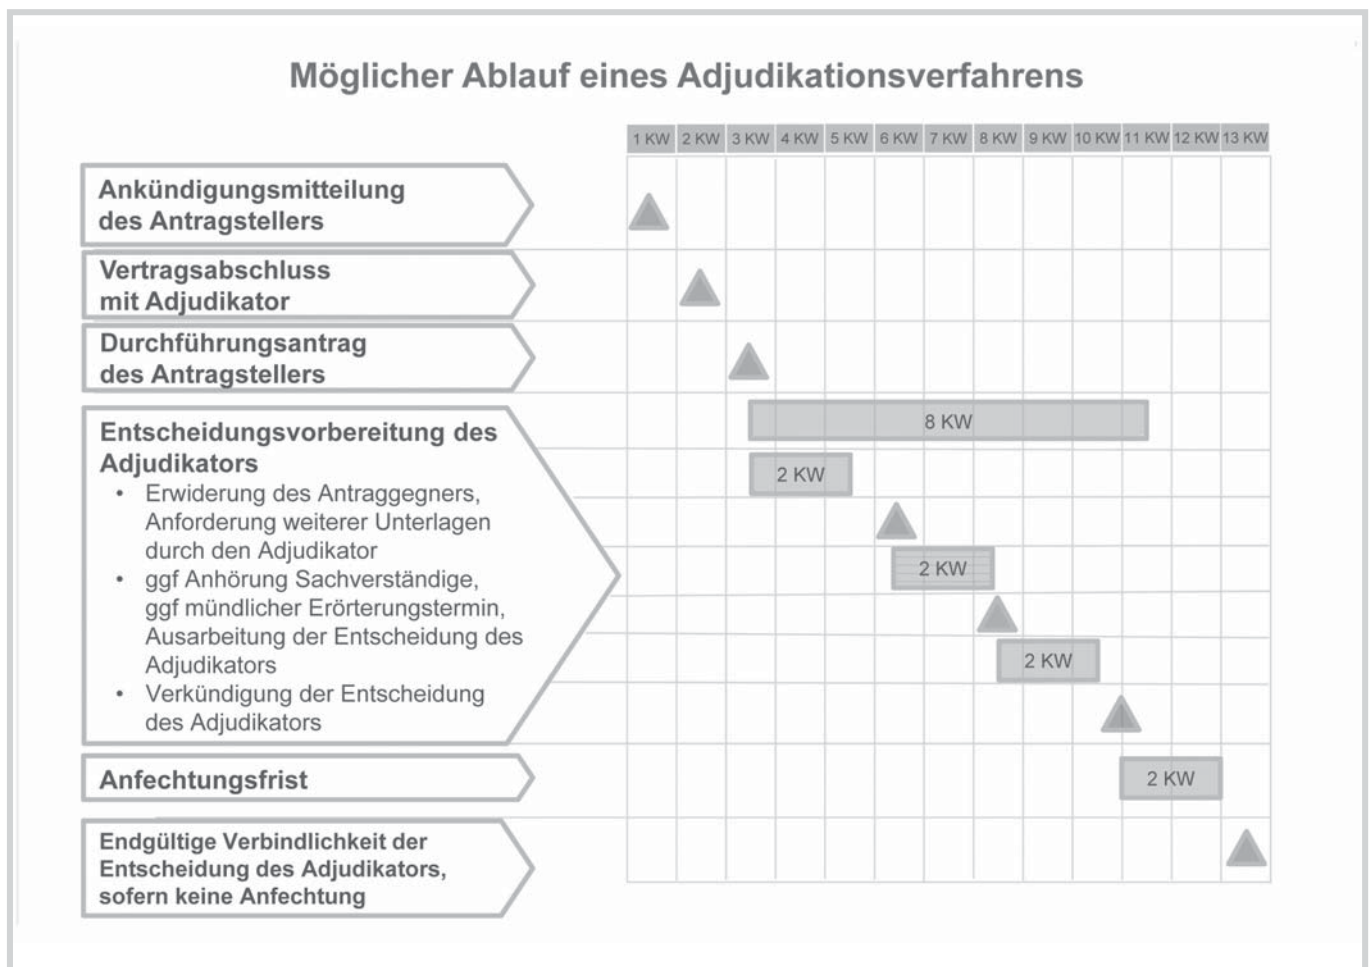 Möglicher Ablauf eines Adjudikationsverfahrens
1 KW 2 KW 3 KW 4 KW 5 KW 6 KW 7 KW 8 KW 9 KW 10 KW 11 KW 12 KW 13 KW
Ankündigungsmitteilung
des Antragstellers
Vertragsabschluss
mit Adjudikator
Durchführungsantrag
des Antragstellers
Entscheidungsvorbereitung des
Adjudikators
• Erwiderung des Antraggegners,
Anforderung weiterer Unterlagen
durch den Adjudikator
• ggf Anhörung Sachverständige,
ggf mündlicher Erörterungstermin,
Ausarbeitung der Entscheidung des
Adjudikators
• Verkündigung der Entscheidung
des Adjudikators
8 KW
2 KW
2 KW
2 KW
Anfechtungsfrist
2 KW
Endgültige Verbindlichkeit der
Entscheidung des Adjudikators,
sofern keine Anfechtung